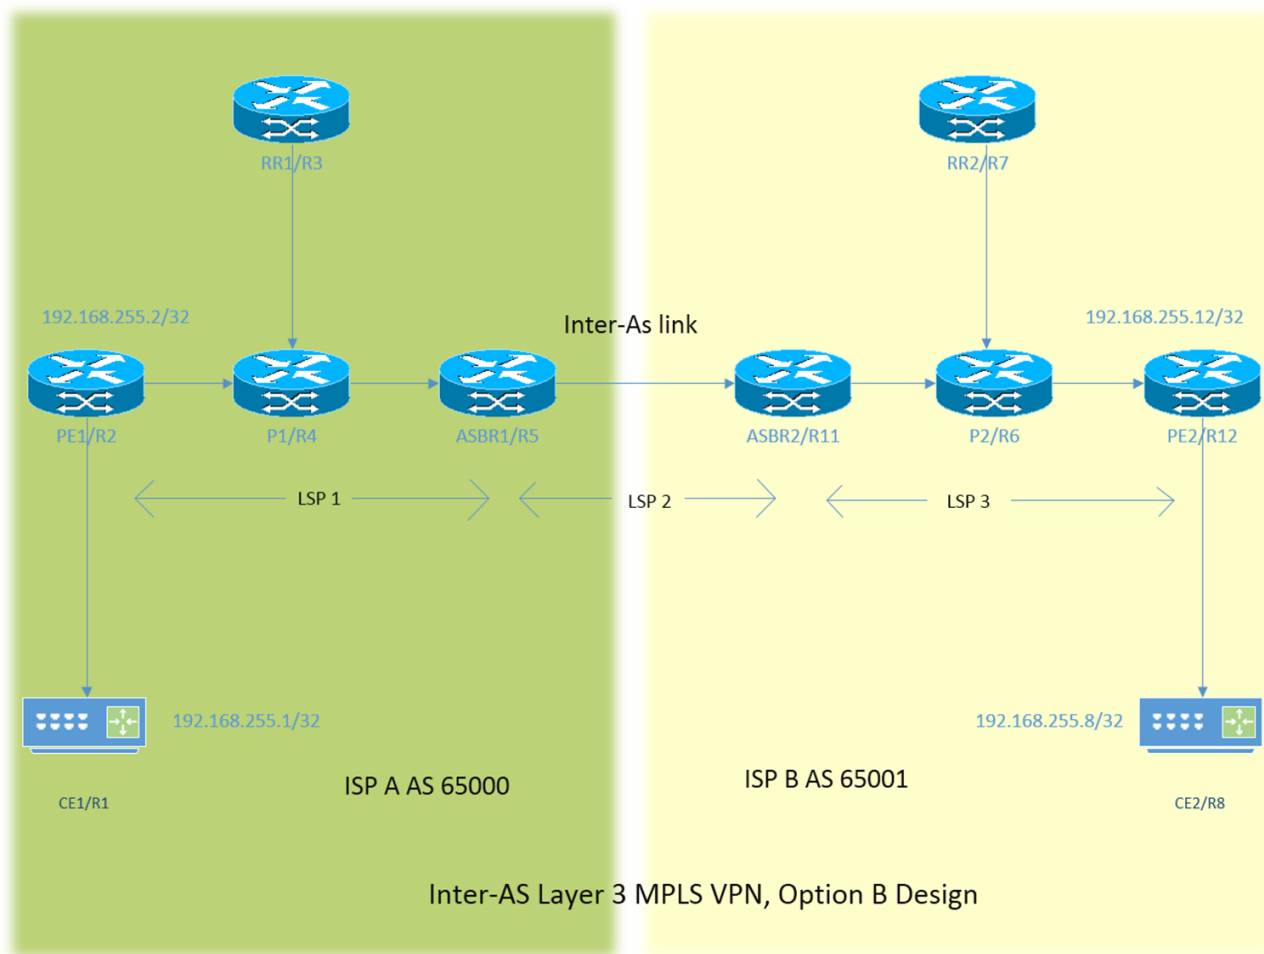 RR1/R3
RR2/R7
192.168.255.2/32
Inter-As link
192.168.255.12/32
PE1/R2
P1/R4
ASBR1/R5
ASBR2/R11
P2/R6
PE2/R12
LSP 1
LSP 2
LSP 3
192.168.255.1/32
192.168.255.8/32
ISP A AS 65000
ISP B AS 65001
CE1/R1
CE2/R8
Inter-AS Layer 3 MPLS VPN, Option B Design